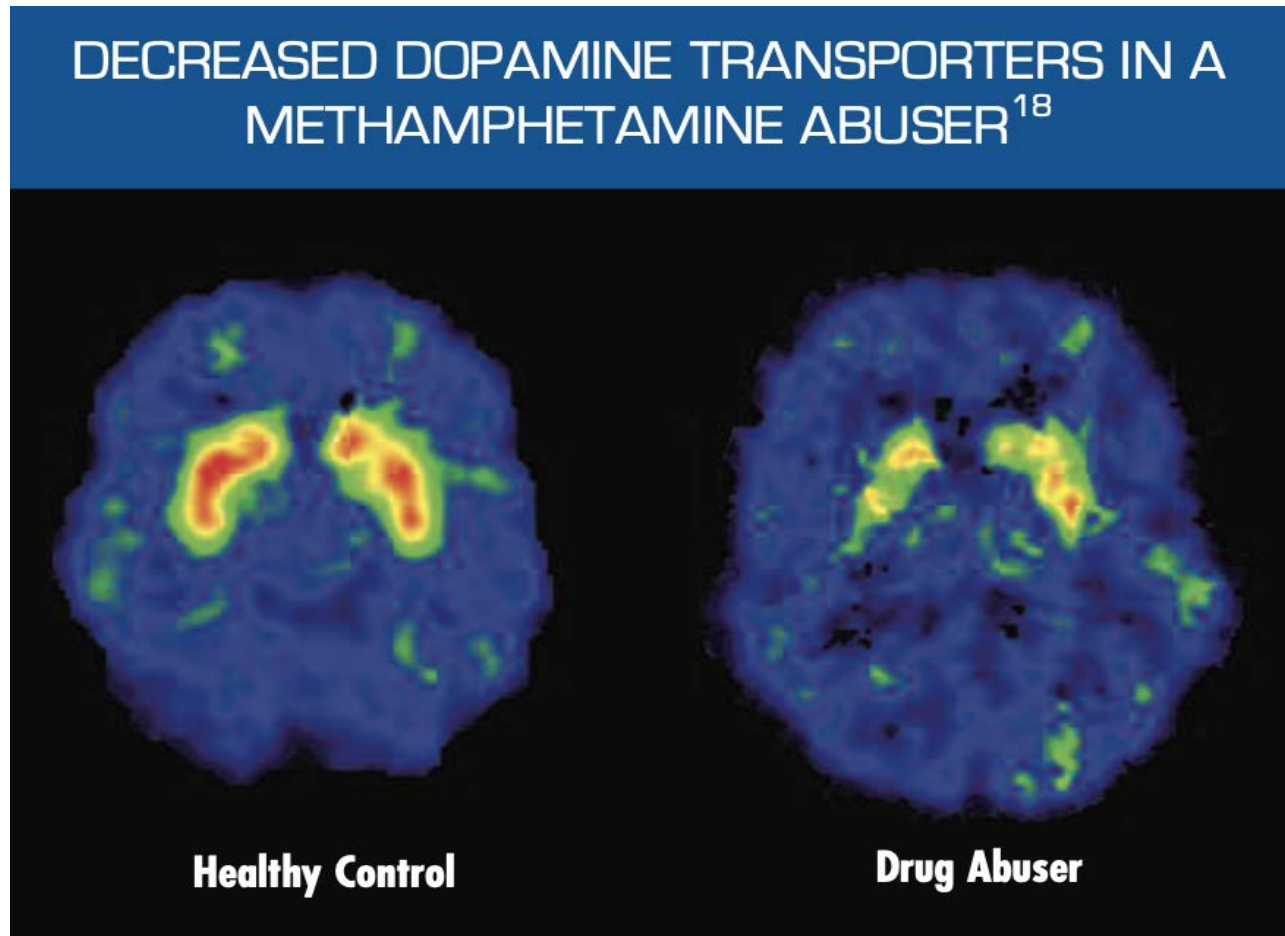 DECREASED DOPAMINE TRANSPORTERS IN A
METHAMPHETAMINE ABUSER18
Healthy Control
Drug Abuser